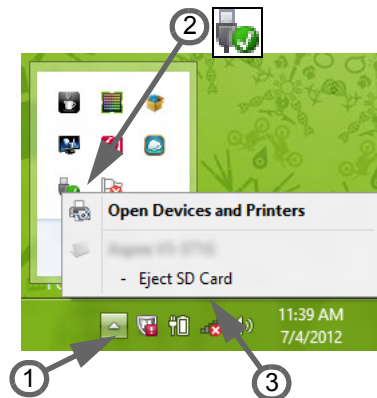 2
Open Devices and Printers
- Eject SD Card
11:39 AM
7/4/2012
1
3